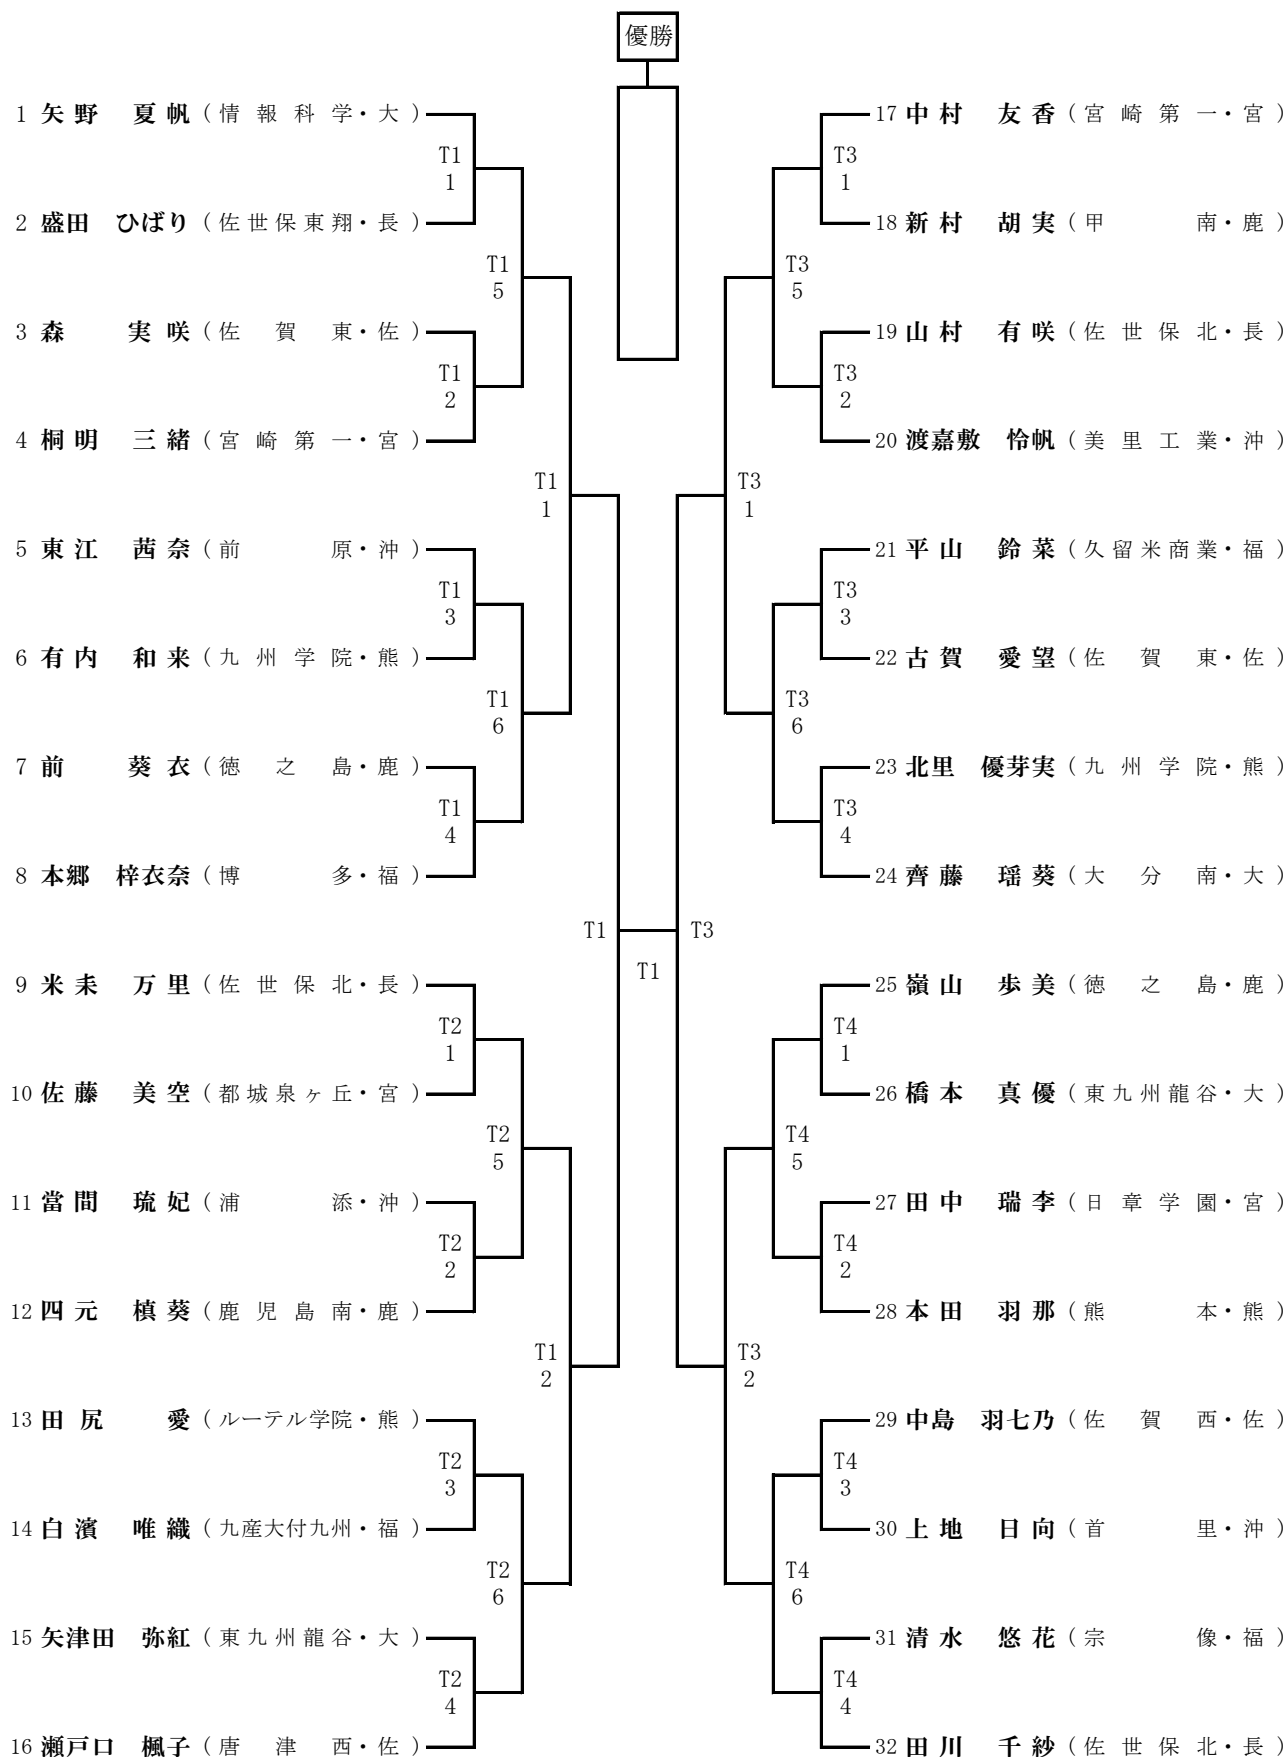 優勝
1 矢野 夏帆 (情報科学・大)
T1
1
2 盛田 ひばり (佐世保東翔・長)
T1
5
3 森 実咲 (佐賀東・佐)
T1
2
4 桐明 三緒 (宮崎第一・宮)
T1
1
5 東江 茜奈 (前原・沖)
T1
3
6 有内 和来 (九州学院・熊)
T1
6
7 前 葵衣 (徳之島・鹿)
T1
4
8 本郷 梓衣奈 (博多・福)
T1
9 米耒 万里 (佐世保北・長)
T2
1
10 佐藤 美空 (都城泉ヶ丘・宮)
T2
5
11 當間 琉妃 (浦添・沖)
T2
2
12 四元 槙葵 (鹿児島南・鹿)
T1
2
13 田尻 愛 (ルーテル学院・熊)
T2
3
14 白濱 唯織 (九産大付九州・福)
T2
6
15 矢津田 弥紅 (東九州龍谷・大)
T2
4
16 瀬戸口 楓子 (唐津西・佐)
T1
17 中村 友香 (宮崎第一・宮)
T3
1
18 新村 胡実 (甲南・鹿)
T3
5
19 山村 有咲 (佐世保北・長)
T3
2
20 渡嘉敷 怜帆 (美里工業・沖)
T3
1
21 平山 鈴菜 (久留米商業・福)
T3
3
22 古賀 愛望 (佐賀東・佐)
T3
6
23 北里 優芽実 (九州学院・熊)
T3
4
24 齊藤 瑶葵 (大分南・大)
T3
25 嶺山 歩美 (徳之島・鹿)
T4
1
26 橋本 真優 (東九州龍谷・大)
T4
5
27 田中 瑞李 (日章学園・宮)
T4
2
28 本田 羽那 (熊本・熊)
T3
2
29 中島 羽七乃 (佐賀西・佐)
T4
3
30 上地 日向 (首里・沖)
T4
6
31 清水 悠花 (宗像・福)
T4
4
32 田川 千紗 (佐世保北・長)